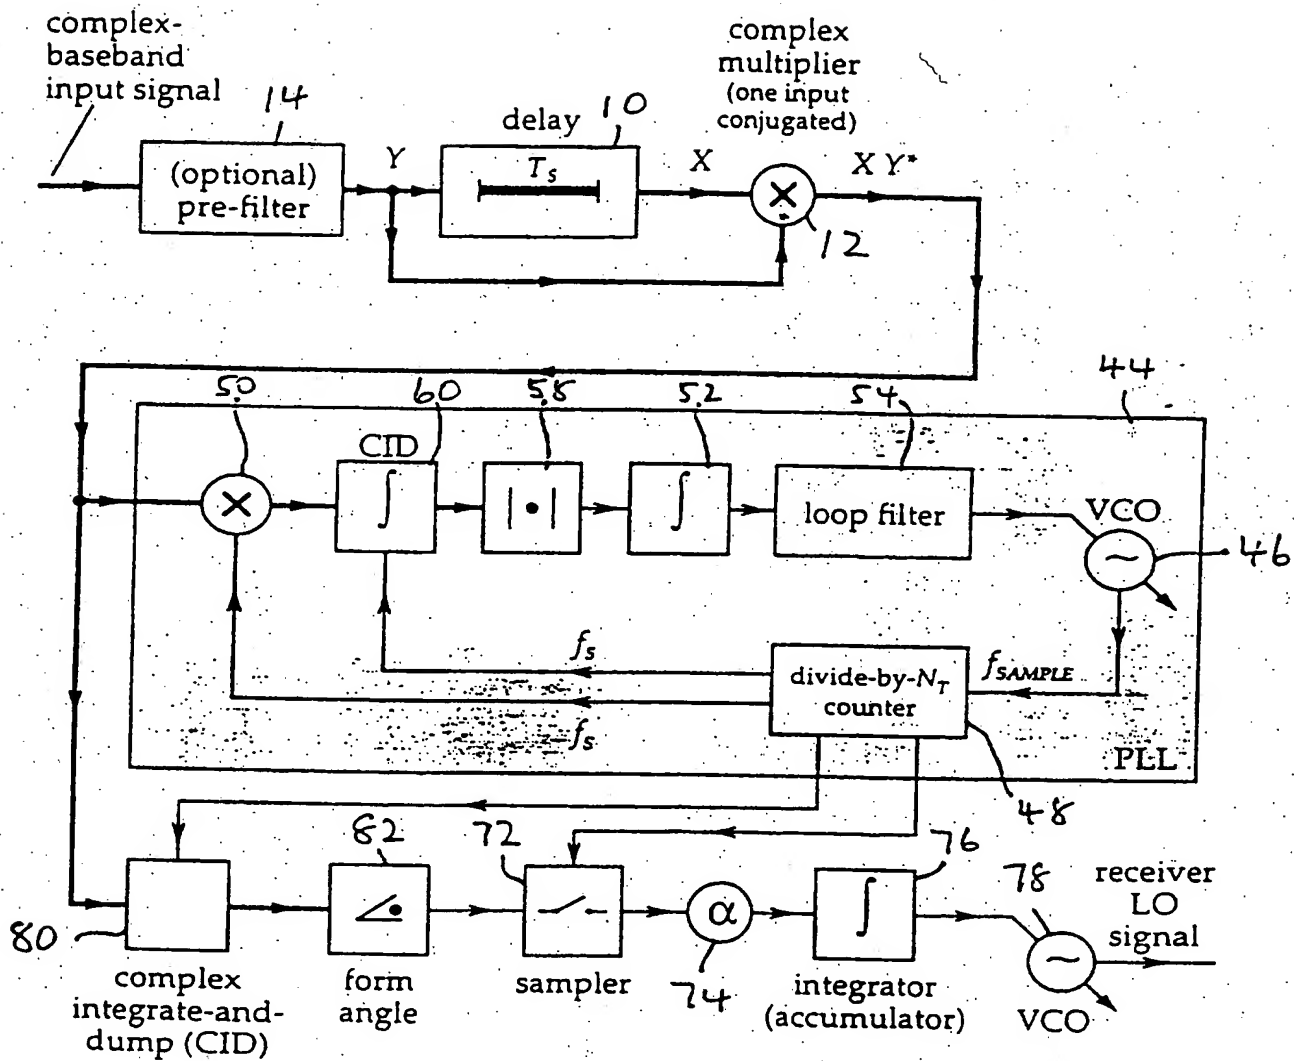 complex-
baseband
input signal
14
(optional)
pre-filter
Y
delay
10
T_S
X
complex
multiplier
(one input
conjugated)
×
12
X Y*
44
50
60
58
52
54
CID
×
∫
|•|
∫
loop filter
VCO
~
46
f_S
f_S
divide-by-N_T
counter
f_SAMPLE
PLL
48
80
complex
integrate-and-
dump (CID)
82
form
angle
72
sampler
α
74
76
∫
integrator
(accumulator)
78
~
VCO
receiver
LO
signal